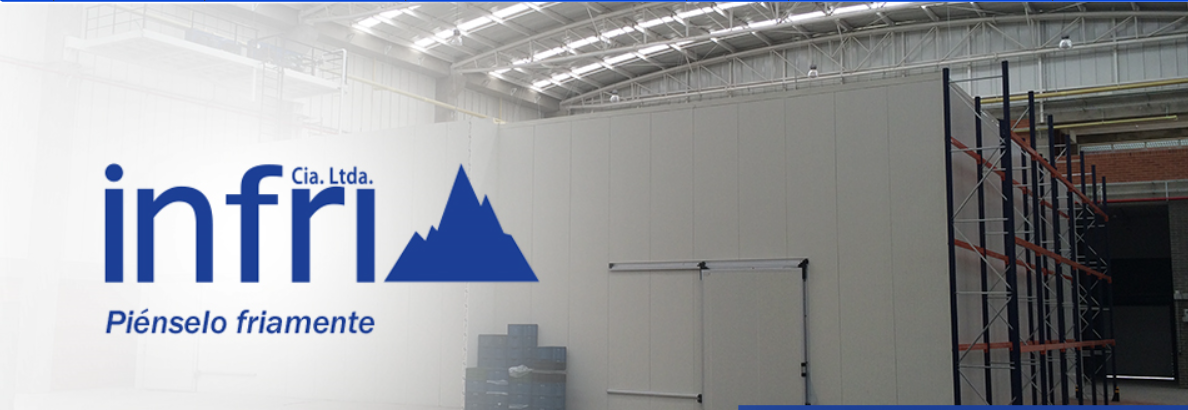 infri
Cia. Ltda.
Piénselo friamente